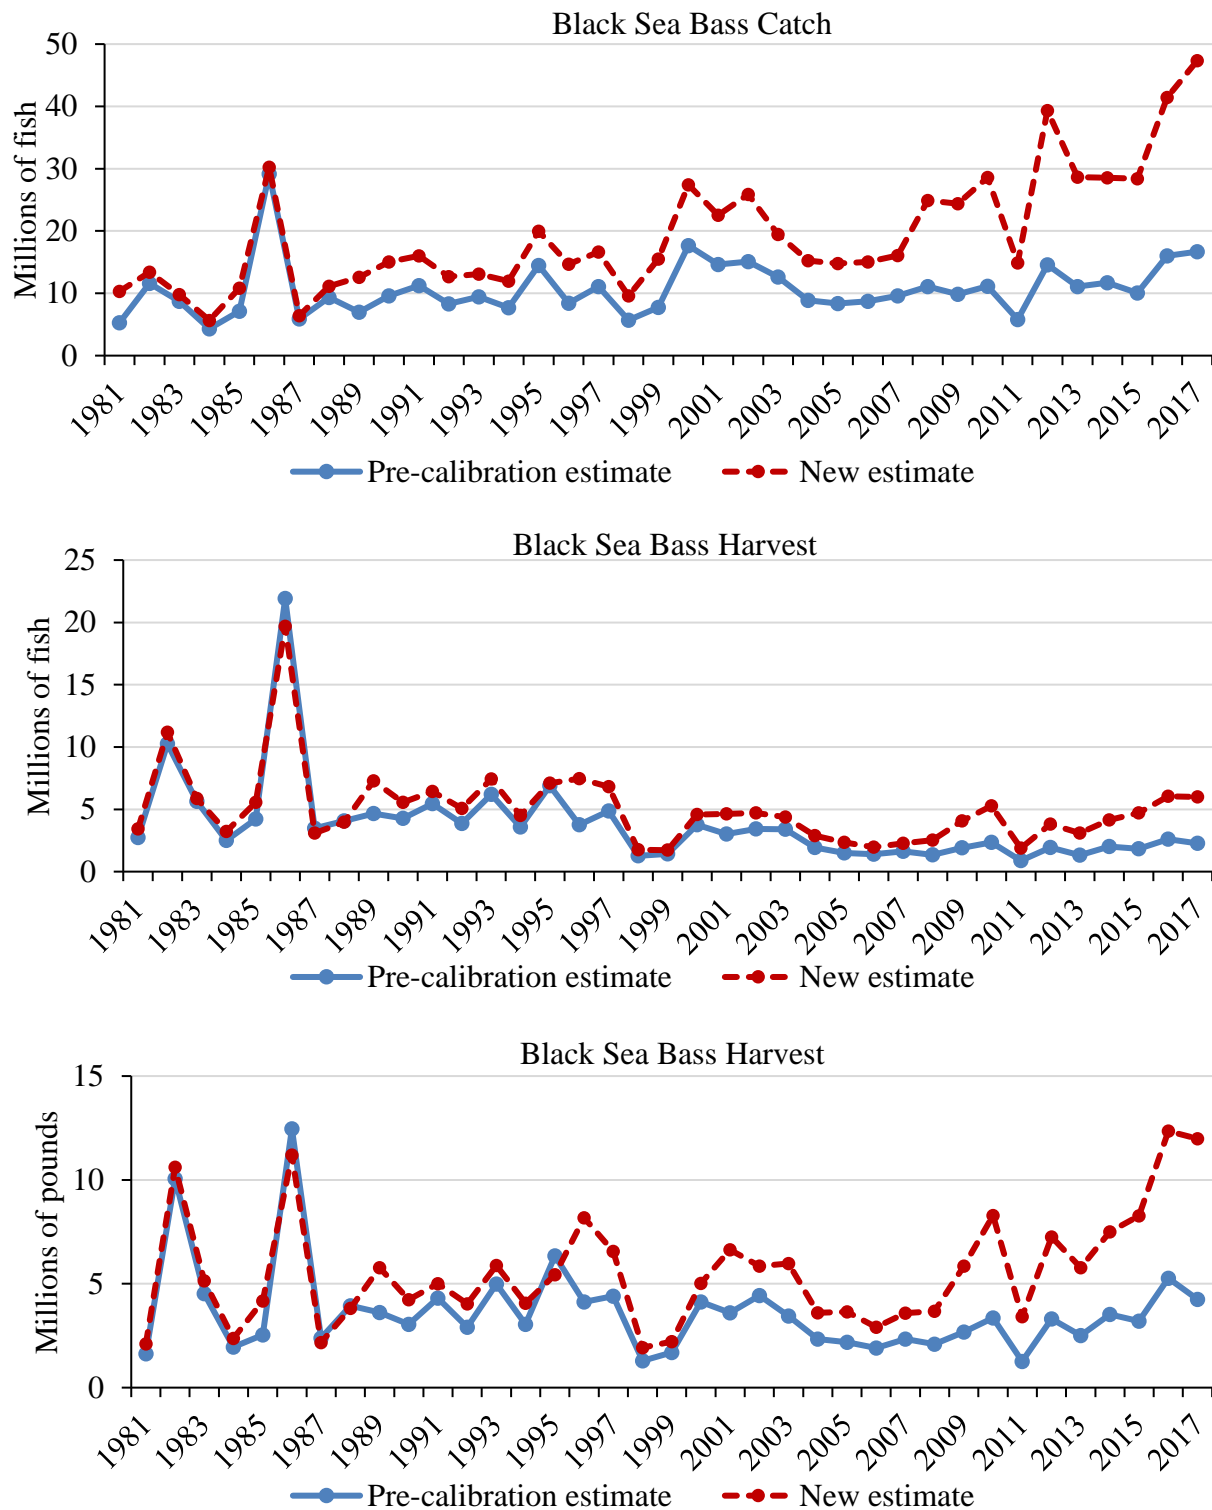 Black Sea Bass Catch
Millions of fish
50
40
30
20
10
0
1981 1983 1985 1987 1989 1991 1993 1995 1997 1999 2001 2003 2005 2007 2009 2011 2013 2015 2017
Pre-calibration estimate New estimate
Black Sea Bass Harvest
Millions of fish
25
20
15
10
5
0
1981 1983 1985 1987 1989 1991 1993 1995 1997 1999 2001 2003 2005 2007 2009 2011 2013 2015 2017
Pre-calibration estimate New estimate
Black Sea Bass Harvest
Millions of pounds
15
10
5
0
1981 1983 1985 1987 1989 1991 1993 1995 1997 1999 2001 2003 2005 2007 2009 2011 2013 2015 2017
Pre-calibration estimate New estimate